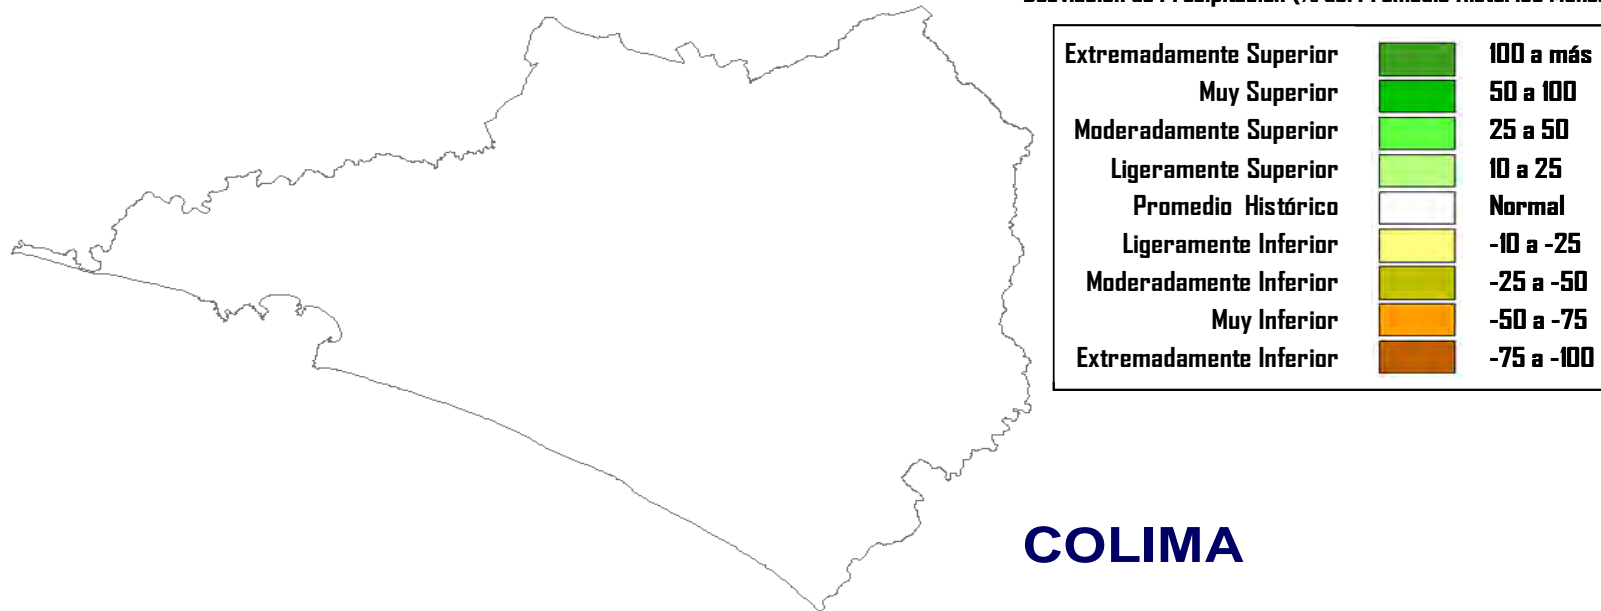 Extremadamente Superior 100 a más
Muy Superior 50 a 100
Moderadamente Superior 25 a 50
Ligeramente Superior 10 a 25
Promedio Histórico Normal
Ligeramente Inferior -10 a -25
Moderadamente Inferior -25 a -50
Muy Inferior -50 a -75
Extremadamente Inferior -75 a -100
COLIMA